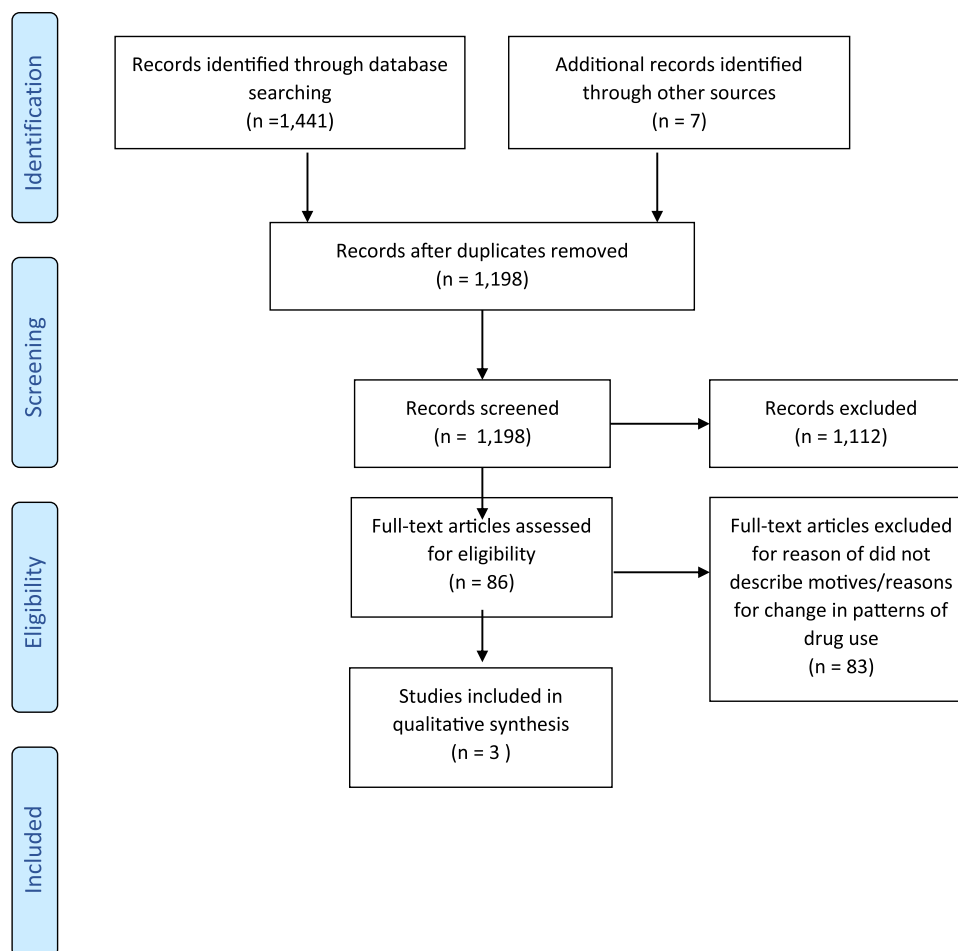 Identification
Records identified through database
searching
(n =1,441)
Additional records identified
through other sources
(n = 7)
Records after duplicates removed
(n = 1,198)
Screening
Records screened
(n =  1,198)
Records excluded
(n = 1,112)
Eligibility
Full-text articles assessed
for eligibility
(n = 86)
Full-text articles excluded
for reason of did not
describe motives/reasons
for change in patterns of
drug use
(n = 83)
Studies included in
qualitative synthesis
(n = 3 )
Included